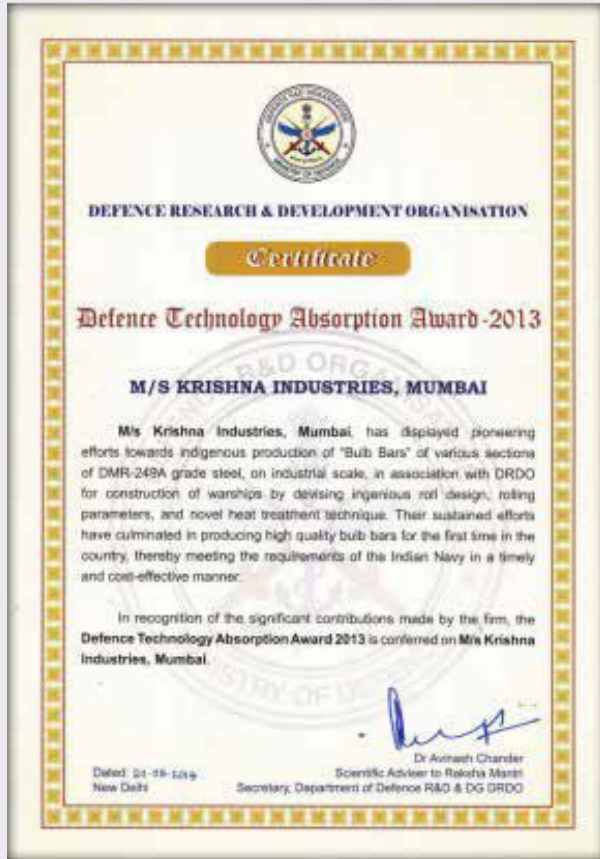 DEFENCE RESEARCH & DEVELOPMENT ORGANISATION
Certificate
Defence Technology Absorption Award-2013
M/S KRISHNA INDUSTRIES, MUMBAI
M/s Krishna Industries, Mumbai, has displayed pioneering
efforts towards indigenous production of "Bulb Bars" of various sections
of DMR-249A grade steel, on industrial scale, in association with DRDO
for construction of warships by devising ingenious roll design, rolling
parameters, and novel heat treatment technique. Their sustained efforts
have culminated in producing high quality bulb bars for the first time in the
country, thereby meeting the requirements of the Indian Navy in a timely
and cost-effective manner.
In recognition of the significant contributions made by the firm, the
Defence Technology Absorption Award 2013 is conferred on M/s Krishna
Industries, Mumbai.
Dr Avinash Chander
Scientific Adviser to Raksha Mantri
Secretary, Department of Defence R&D & DG DRDO
Dated:
New Delhi